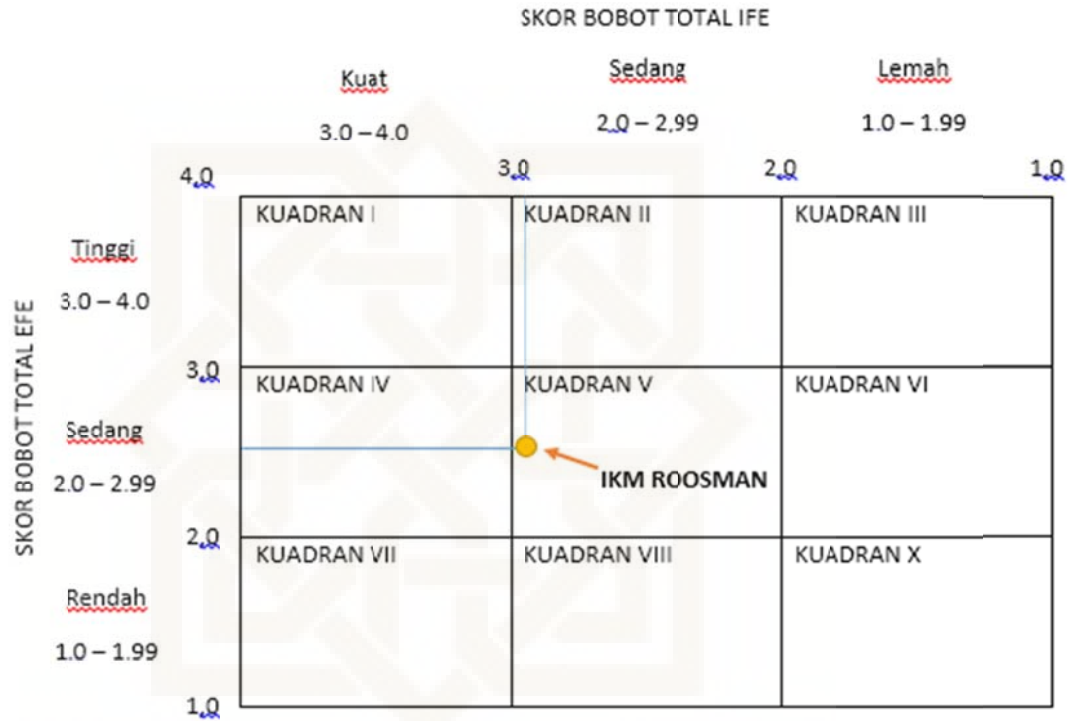 SKOR BOBOT TOTAL IFE
Kuat
Sedang
Lemah
3.0 – 4.0
2.0 – 2,99
1.0 – 1.99
4.0
3.0
2.0
1.0
SKOR BOBOT TOTAL EFE
Tinggi
3.0 – 4.0
KUADRAN I
KUADRAN II
KUADRAN III
3.0
Sedang
2.0 – 2.99
KUADRAN IV
KUADRAN V
KUADRAN VI
IKM ROOSMAN
2.0
Rendah
1.0 – 1.99
KUADRAN VII
KUADRAN VIII
KUADRAN X
1.0